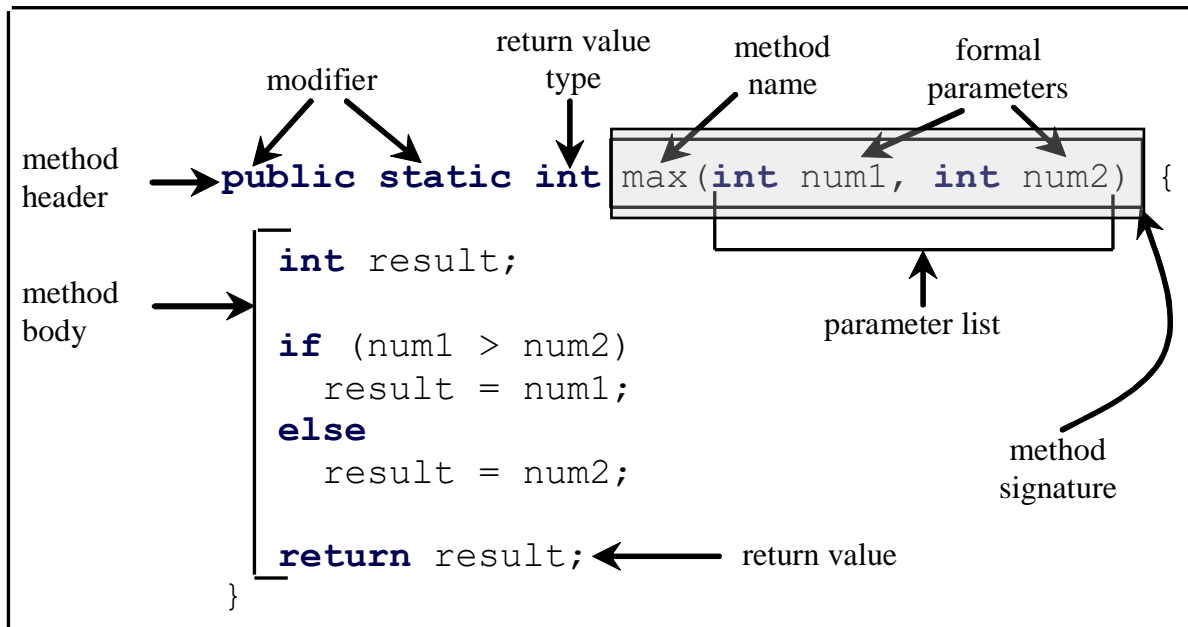 return value
type
method
name
formal
parameters
modifier
method
header
public static int max(int num1, int num2) {
method
body
int result;
parameter list
if (num1 > num2)
result = num1;
else
result = num2;
method
signature
return result;
return value
}